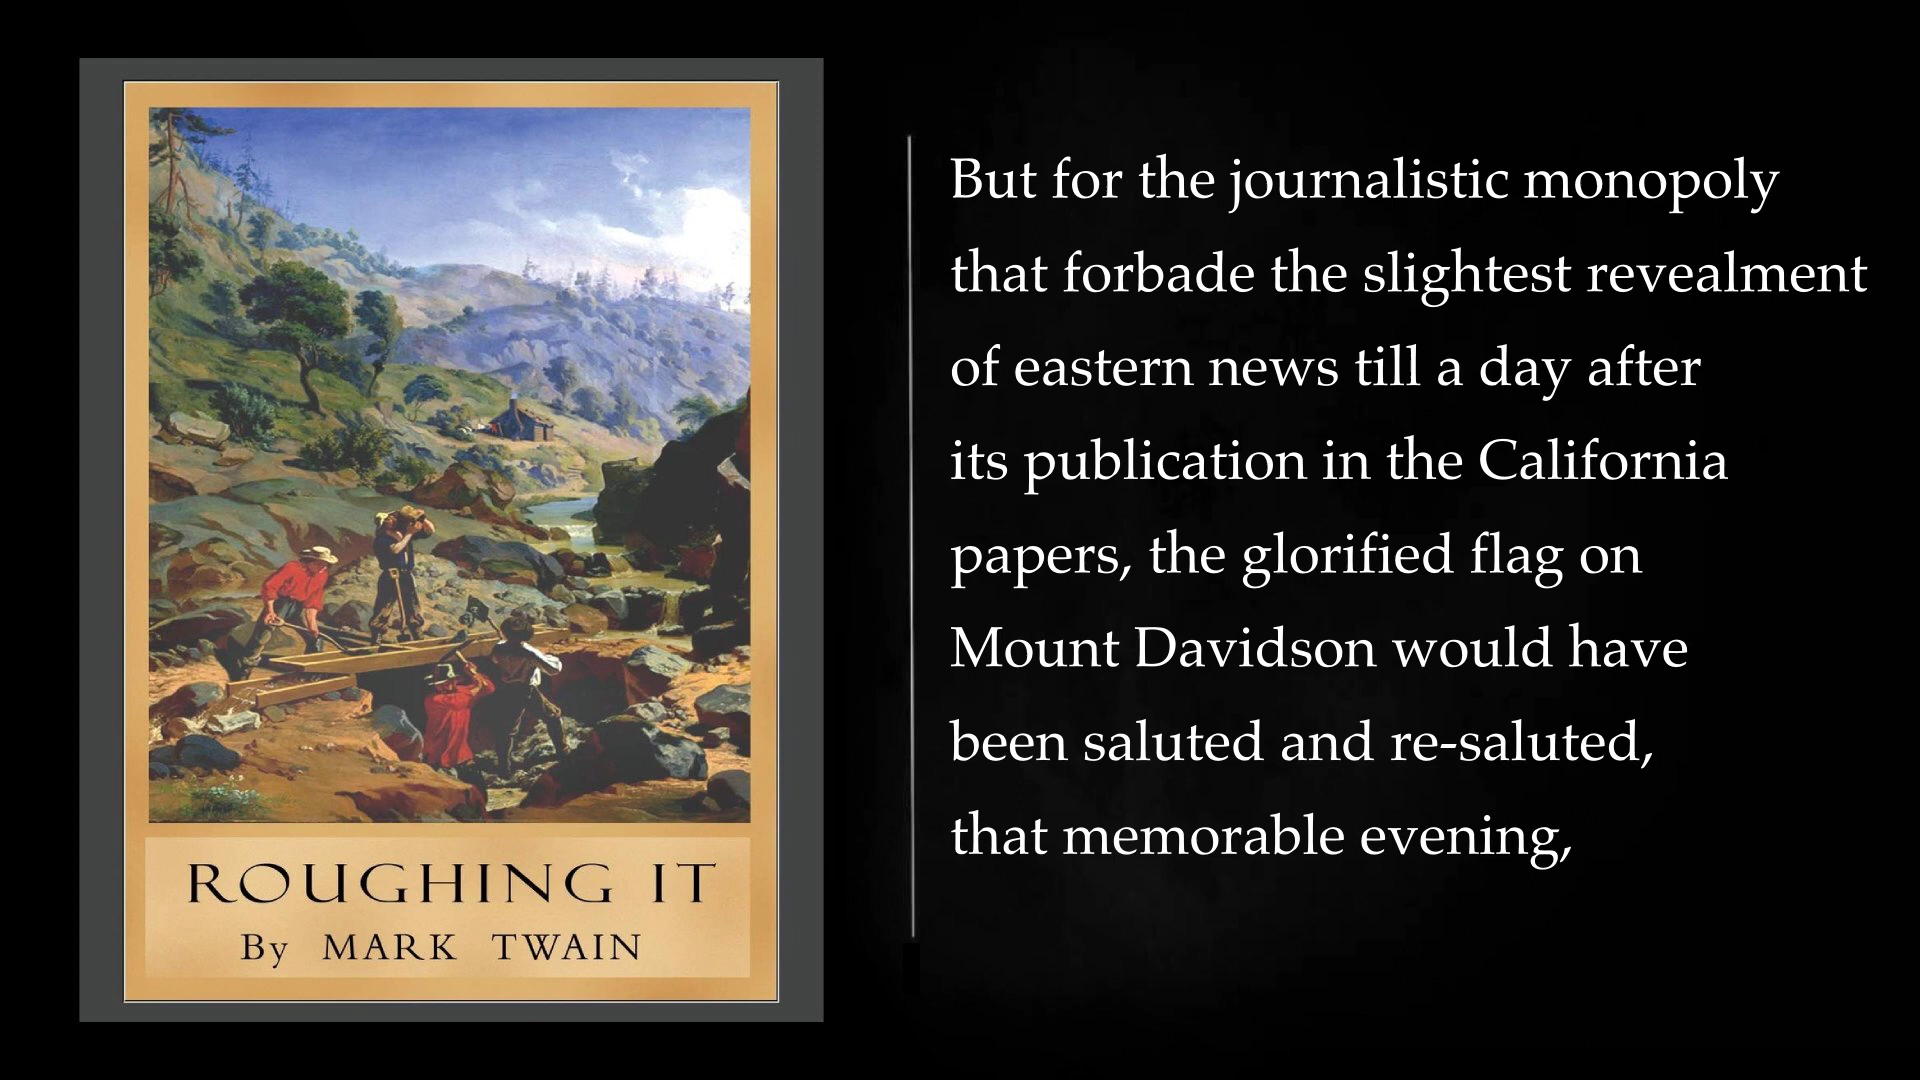 ROUGHING IT
By MARK TWAIN
But for the journalistic monopoly
that forbade the slightest revealment
of eastern news till a day after
its publication in the California
papers, the glorified flag on
Mount Davidson would have
been saluted and re-saluted,
that memorable evening,